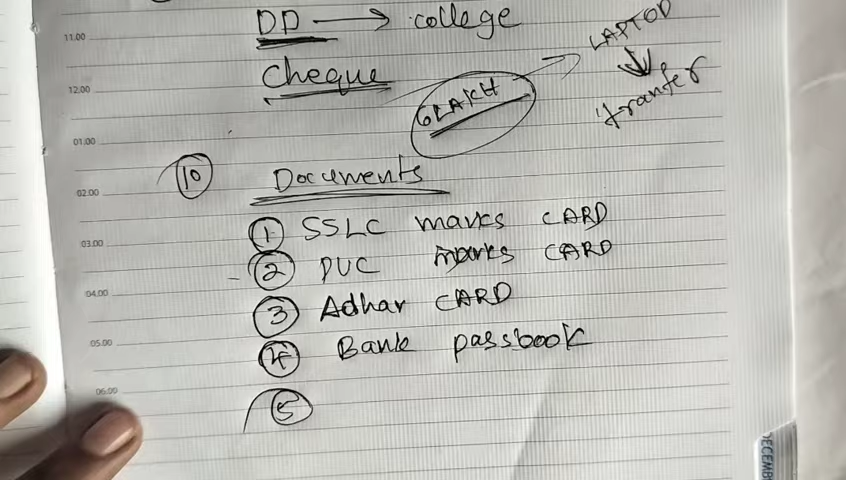 11.00 DD → college
LAPTOP
12.00 Cheque
6LAKH
tranfer
01.00
10 Documents
02.00
1 SSLC marks CARD
03.00
2 PUC marks CARD
04.00
3 Adhar CARD
05.00
4 Bank passbook
06.00
5
DECEMB